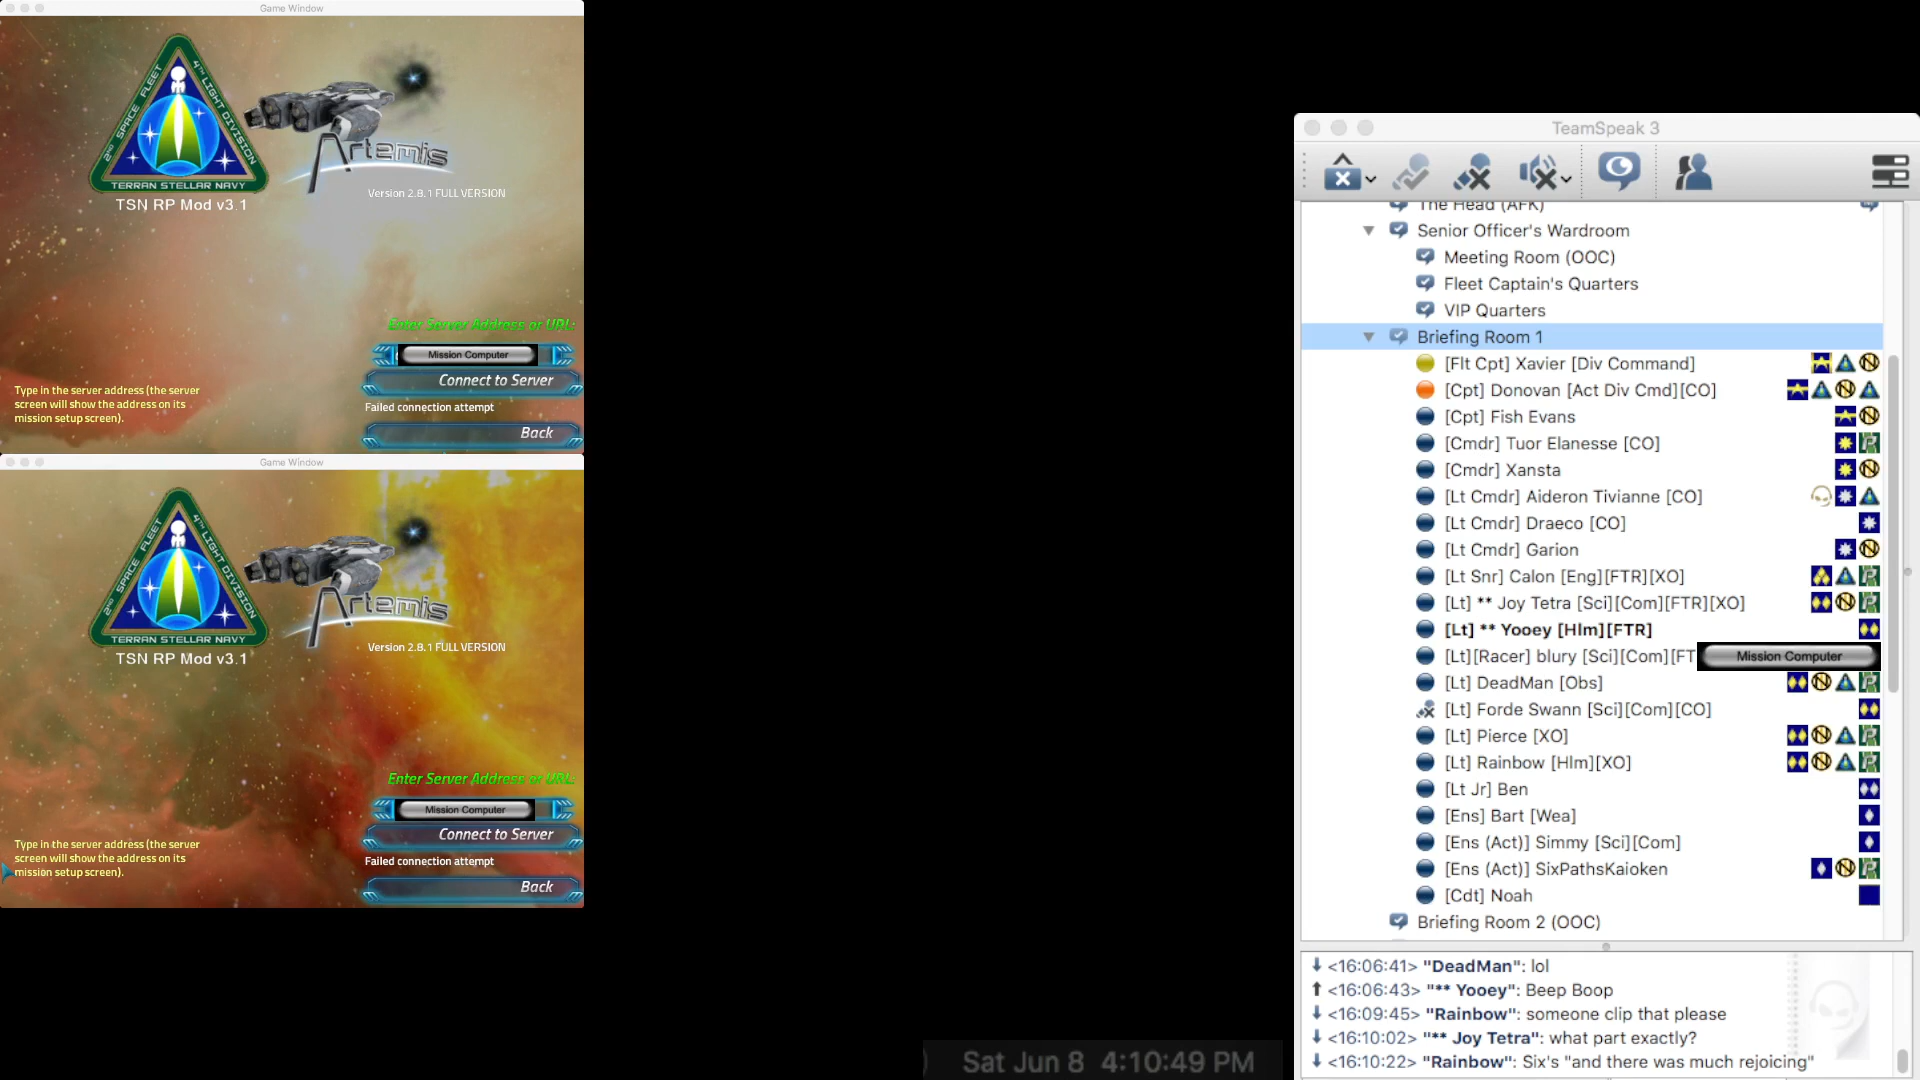 Game Window
2ND SPACE FLEET
4TH LIGHT DIVISION
TERRAN STELLAR NAVY
TSN RP Mod v3.1
Artemis
Version 2.8.1 FULL VERSION
Enter Server Address or URL:
Mission Computer
Connect to Server
Type in the server address (the server
screen will show the address on its
mission setup screen).
Failed connection attempt
Back
Game Window
2ND SPACE FLEET
4TH LIGHT DIVISION
TERRAN STELLAR NAVY
TSN RP Mod v3.1
Artemis
Version 2.8.1 FULL VERSION
Enter Server Address or URL:
Mission Computer
Connect to Server
Type in the server address (the server
screen will show the address on its
mission setup screen).
Failed connection attempt
Back
Sat Jun 8 4:10:49 PM
TeamSpeak 3
The Head (AFK)
Senior Officer's Wardroom
Meeting Room (OOC)
Fleet Captain's Quarters
VIP Quarters
Briefing Room 1
[Flt Cpt] Xavier [Div Command]
[Cpt] Donovan [Act Div Cmd][CO]
[Cpt] Fish Evans
[Cmdr] Tuor Elanesse [CO]
[Cmdr] Xansta
[Lt Cmdr] Aideron Tivianne [CO]
[Lt Cmdr] Draeco [CO]
[Lt Cmdr] Garion
[Lt Snr] Calon [Eng][FTR][XO]
[Lt] ** Joy Tetra [Sci][Com][FTR][XO]
[Lt] ** Yooey [Hlm][FTR]
[Lt][Racer] blury [Sci][Com][FT Mission Computer
[Lt] DeadMan [Obs]
[Lt] Forde Swann [Sci][Com][CO]
[Lt] Pierce [XO]
[Lt] Rainbow [Hlm][XO]
[Lt Jr] Ben
[Ens] Bart [Wea]
[Ens (Act)] Simmy [Sci][Com]
[Ens (Act)] SixPathsKaioken
[Cdt] Noah
Briefing Room 2 (OOC)
<16:06:41> "DeadMan": lol
<16:06:43> "** Yooey": Beep Boop
<16:09:45> "Rainbow": someone clip that please
<16:10:02> "** Joy Tetra": what part exactly?
<16:10:22> "Rainbow": Six's "and there was much rejoicing"